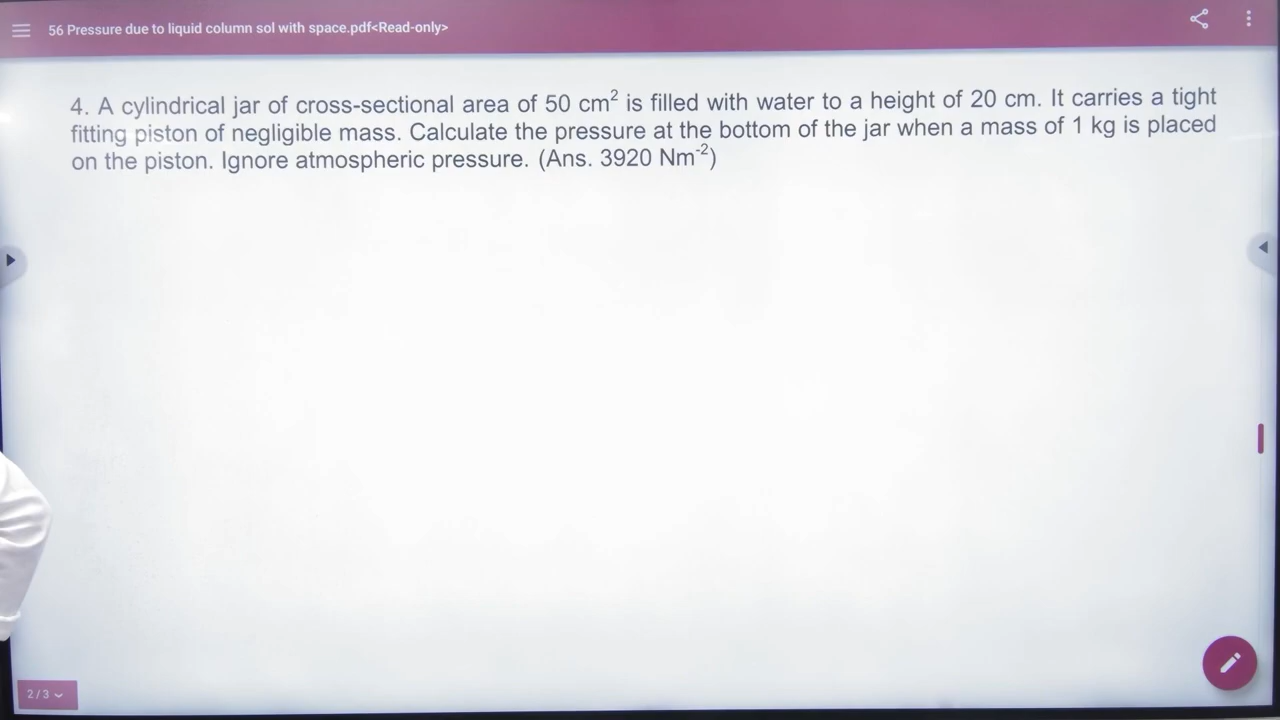 56 Pressure due to liquid column sol with space.pdf<Read-only>
4. A cylindrical jar of cross-sectional area of 50 cm² is filled with water to a height of 20 cm. It carries a tight
fitting piston of negligible mass. Calculate the pressure at the bottom of the jar when a mass of 1 kg is placed
on the piston. Ignore atmospheric pressure. (Ans. 3920 Nm⁻²)
2/3